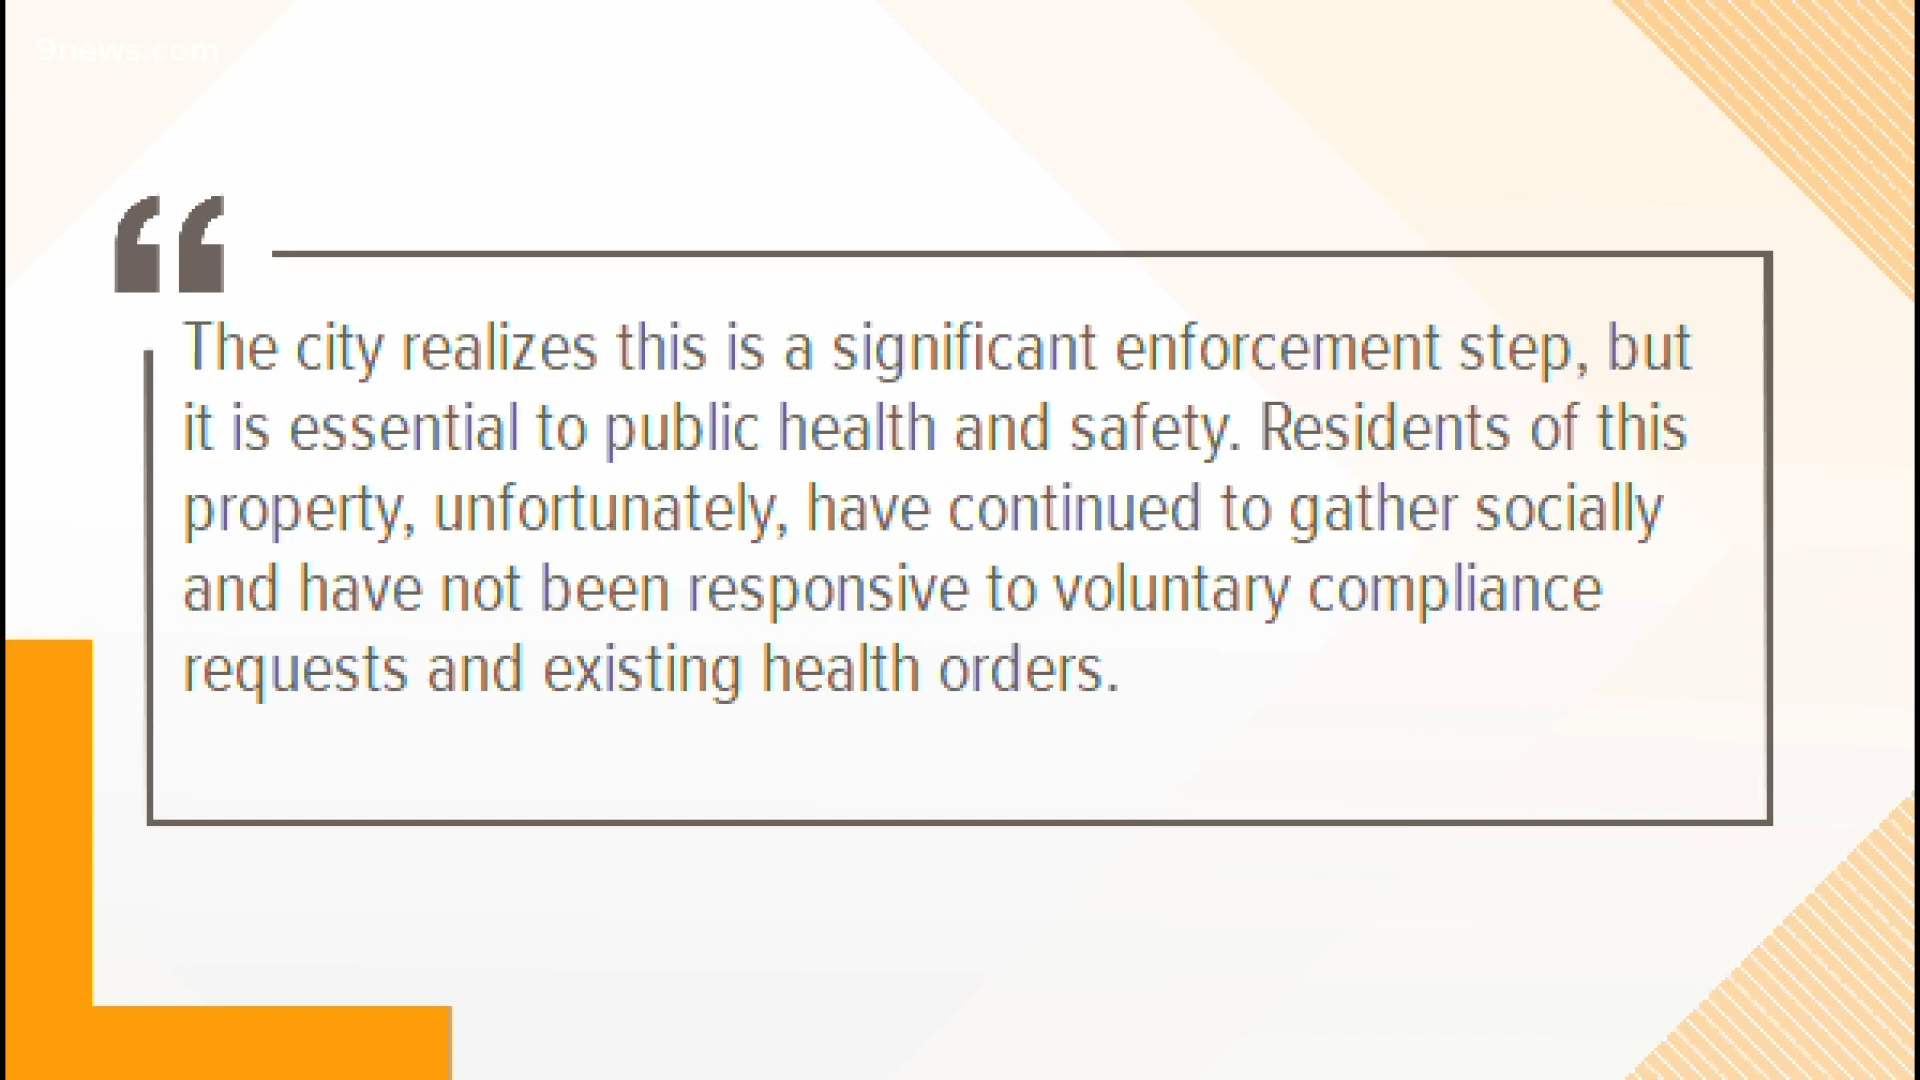 9news.com
“
The city realizes this is a significant enforcement step, but
it is essential to public health and safety. Residents of this
property, unfortunately, have continued to gather socially
and have not been responsive to voluntary compliance
requests and existing health orders.